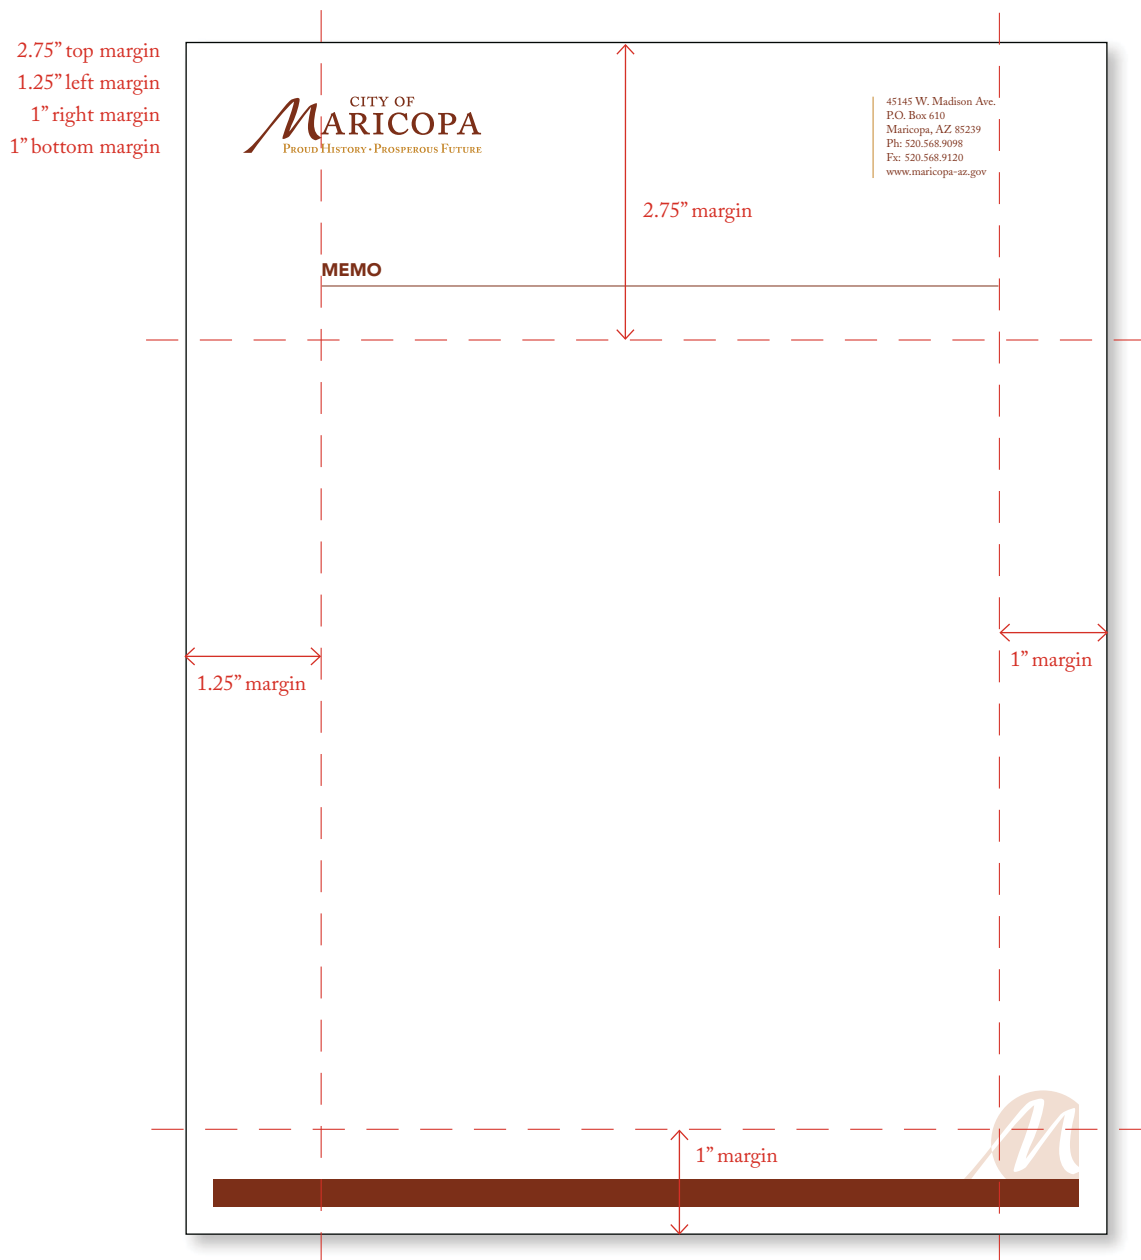 2.75” top margin
1.25” left margin
1” right margin
1” bottom margin
CITY OF
MARICOPA
PROUD HISTORY • PROSPEROUS FUTURE
45145 W. Madison Ave.
P.O. Box 610
Maricopa, AZ 85239
Ph: 520.568.9098
Fx: 520.568.9120
www.maricopa-az.gov
2.75” margin
MEMO
1” margin
1.25” margin
M
1” margin